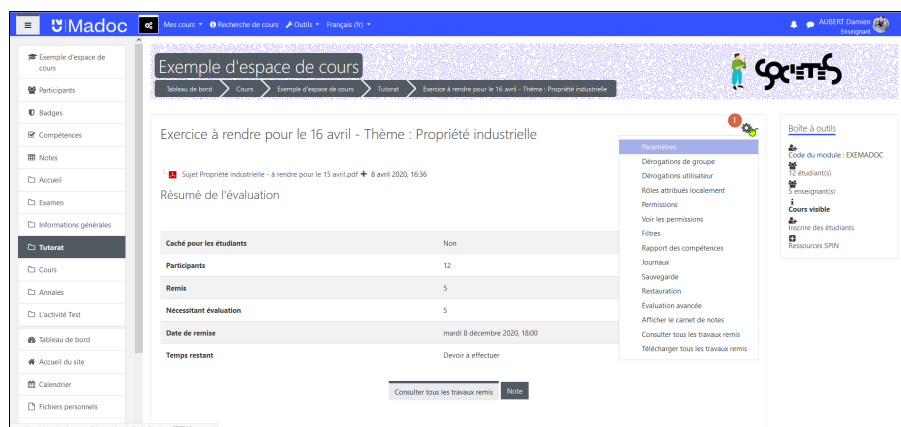 Madoc
Mes cours
Recherche de cours
Outils
Français (fr)
AUBERT Damien
Enseignant
Exemple d'espace de
cours
Participants
Badges
Compétences
Notes
Accueil
Examen
Informations générales
Tutorat
Cours
Annales
L'activité Test
Tableau de bord
Accueil du site
Calendrier
Fichiers personnels
Exemple d'espace de cours
Tableau de bord
Cours
Exemple d'espace de cours
Tutorat
Exercice à rendre pour le 16 avril - Thème : Propriété industrielle
SOCIÉTÉS
Exercice à rendre pour le 16 avril - Thème : Propriété industrielle
1
Sujet Propriété industrielle - à rendre pour le 15 avril.pdf
8 avril 2020, 16:36
Résumé de l'évaluation
Caché pour les étudiants Non
Participants 12
Remis 5
Nécessitant évaluation 5
Date de remise mardi 8 décembre 2020, 18:00
Temps restant Devoir à effectuer
Consulter tous les travaux remis
Note
Paramètres
Dérogations de groupe
Dérogations utilisateur
Rôles attribués localement
Permissions
Voir les permissions
Filtres
Rapport des compétences
Journaux
Sauvegarde
Restauration
Évaluation avancée
Afficher le carnet de notes
Consulter tous les travaux remis
Télécharger tous les travaux remis
Boîte à outils
Code du module : EXEMADOC
12 étudiant(s)
5 enseignant(s)
Cours visible
Inscrire des étudiants
Ressources SPIN